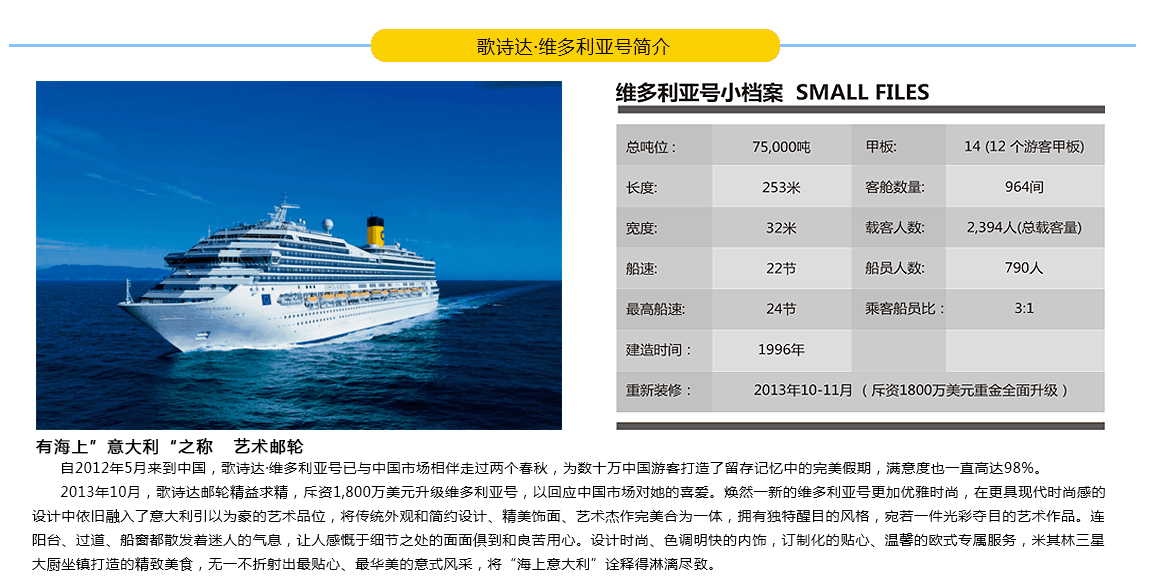 歌诗达·维多利亚号简介
维多利亚号小档案 SMALL FILES
总吨位： 75,000吨 甲板: 14 (12 个游客甲板)
长度: 253米 客舱数量: 964间
宽度: 32米 载客人数: 2,394人(总载客量)
船速: 22节 船员人数: 790人
最高船速: 24节 乘客船员比： 3:1
建造时间： 1996年
重新装修： 2013年10-11月 （ 斥资1800万美元重金全面升级 ）
有海上”意大利“之称 艺术邮轮
自2012年5月来到中国，歌诗达·维多利亚号已与中国市场相伴走过两个春秋，为数十万中国游客打造了留存记忆中的完美假期，满意度也一直高达98%。
2013年10月，歌诗达邮轮精益求精，斥资1,800万美元升级维多利亚号，以回应中国市场对她的喜爱。焕然一新的维多利亚号更加优雅时尚，在更具现代时尚感的
设计中依旧融入了意大利引以为豪的艺术品位，将传统外观和简约设计、精美饰面、艺术杰作完美合为一体，拥有独特醒目的风格，宛若一件光彩夺目的艺术作品。连
阳台、过道、船窗都散发着迷人的气息，让人感慨于细节之处的面面俱到和良苦用心。设计时尚、色调明快的内饰，订制化的贴心、温馨的欧式专属服务，米其林三星
大厨坐镇打造的精致美食，无一不折射出最贴心、最华美的意式风采，将“海上意大利”诠释得淋漓尽致。